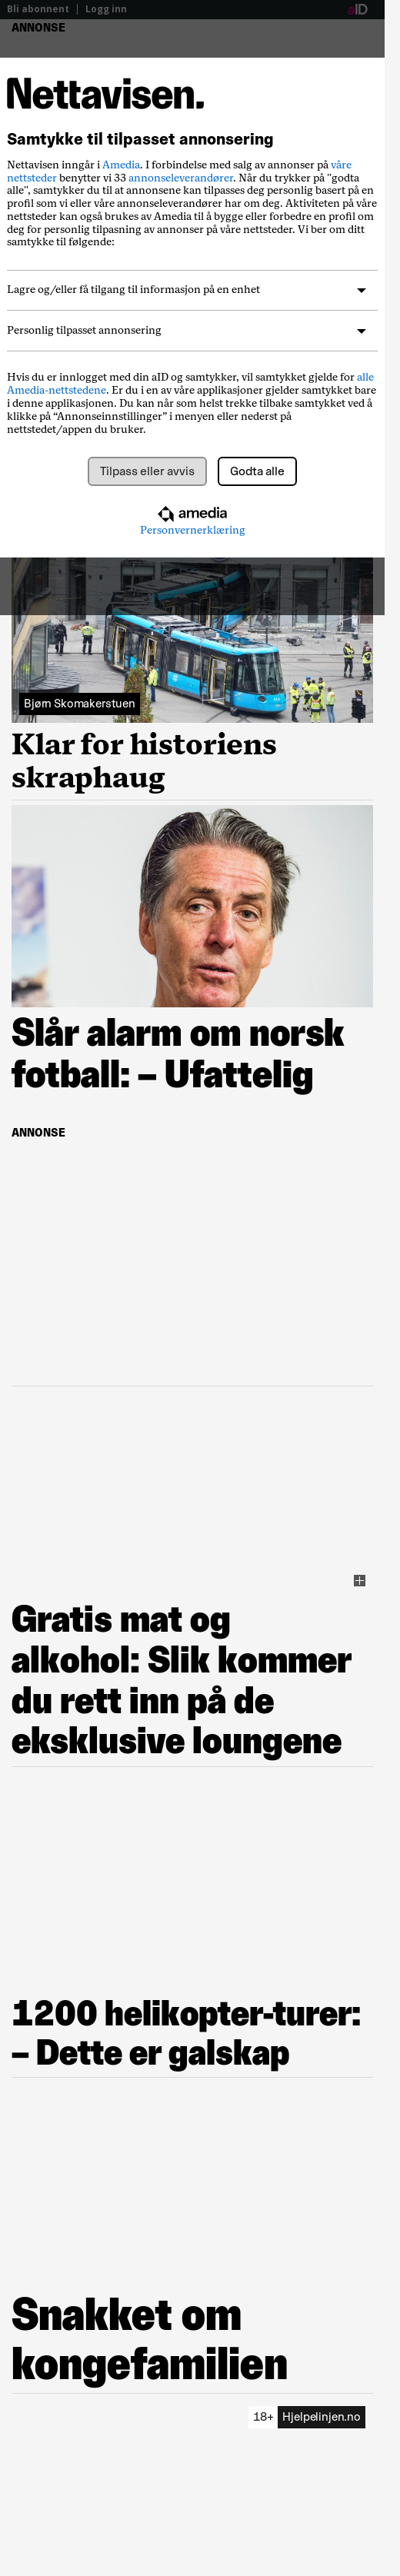 Bli abonnent | Logg inn
aID
ANNONSE
Nettavisen.
Samtykke til tilpasset annonsering
Nettavisen inngår i Amedia. I forbindelse med salg av annonser på våre
nettsteder benytter vi 33 annonseleverandører. Når du trykker på "godta
alle", samtykker du til at annonsene kan tilpasses deg personlig basert på en
profil som vi eller våre annonseleverandører har om deg. Aktiviteten på våre
nettsteder kan også brukes av Amedia til å bygge eller forbedre en profil om
deg for personlig tilpasning av annonser på våre nettsteder. Vi ber om ditt
samtykke til følgende:
Lagre og/eller få tilgang til informasjon på en enhet
Personlig tilpasset annonsering
Hvis du er innlogget med din aID og samtykker, vil samtykket gjelde for alle
Amedia-nettstedene. Er du i en av våre applikasjoner gjelder samtykket bare
i denne applikasjonen. Du kan når som helst trekke tilbake samtykket ved å
klikke på “Annonseinnstillinger” i menyen eller nederst på
nettstedet/appen du bruker.
Tilpass eller avvis
Godta alle
amedia
Personvernerklæring
Bjørn Skomakerstuen
Klar for historiens
skraphaug
Slår alarm om norsk
fotball: – Ufattelig
ANNONSE
Gratis mat og
alkohol: Slik kommer
du rett inn på de
eksklusive loungene
1200 helikopter-turer:
– Dette er galskap
Snakket om
kongefamilien
18+ Hjelpelinjen.no